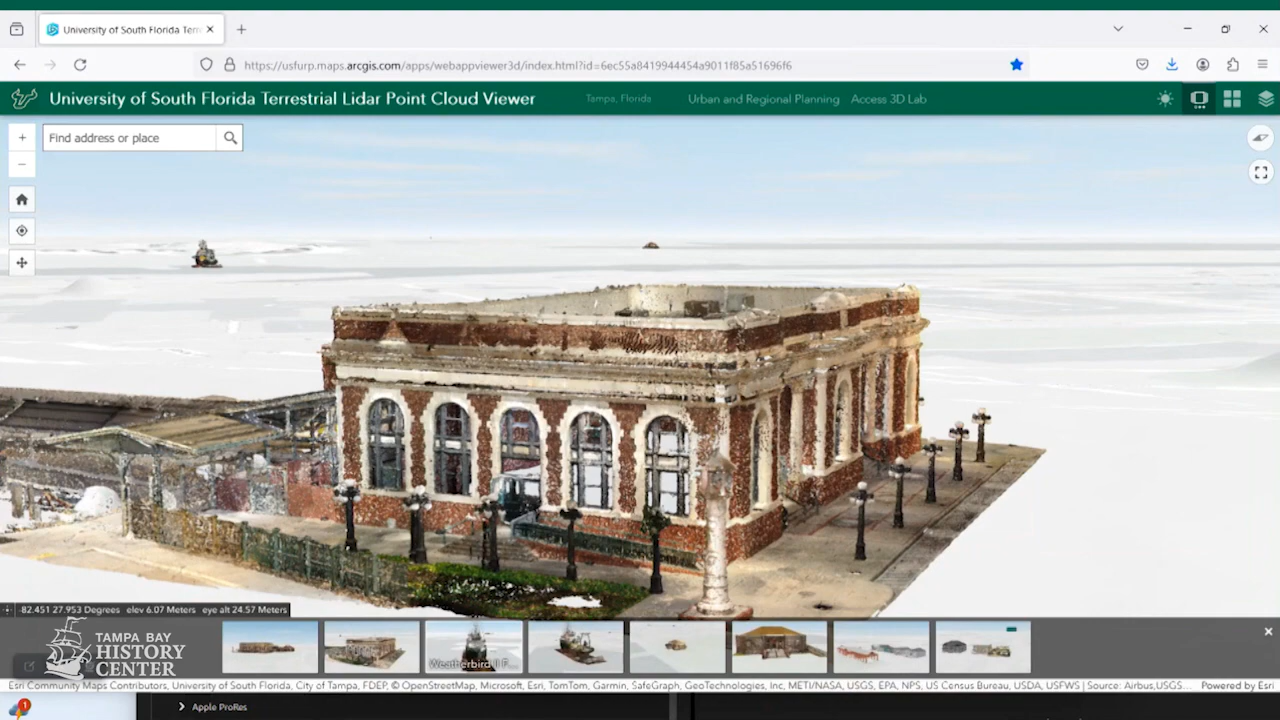 University of South Florida Terr
https://usfurp.maps.arcgis.com/apps/webappviewer3d/index.html?id=6ec55a8419944454a9011f85a51696f6
University of South Florida Terrestrial Lidar Point Cloud Viewer
Tampa, Florida
Urban and Regional Planning
Access 3D Lab
Find address or place
-82.451 27.953 Degrees elev 6.07 Meters eye alt 24.57 Meters
TAMPA BAY
HISTORY
CENTER
Weatherbird II F...
Esri Community Maps Contributors, University of South Florida, City of Tampa, FDEP, © OpenStreetMap, Microsoft, Esri, TomTom, Garmin, SafeGraph, GeoTechnologies, Inc, METI/NASA, USGS, EPA, NPS, US Census Bureau, USDA, USFWS | Source: Airbus,USGS...
Powered by Esri
1
Apple ProRes